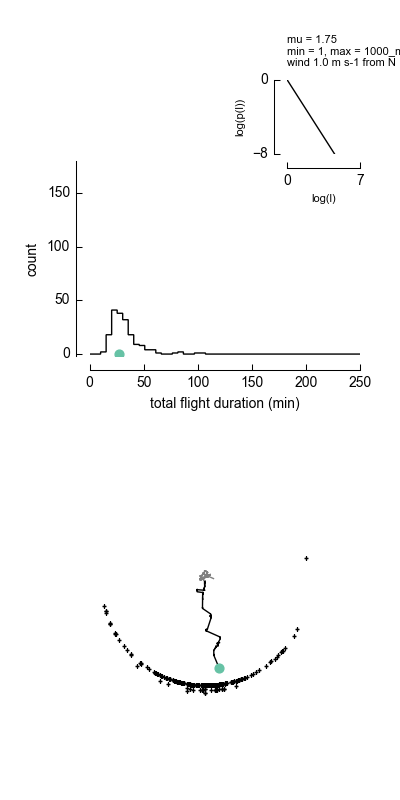 mu = 1.75
min = 1, max = 1000_m
wind 1.0 m s-1 from N
0
log(p(l))
−8
0
7
log(l)
150
100
50
0
count
0
50
100
150
200
250
total flight duration (min)